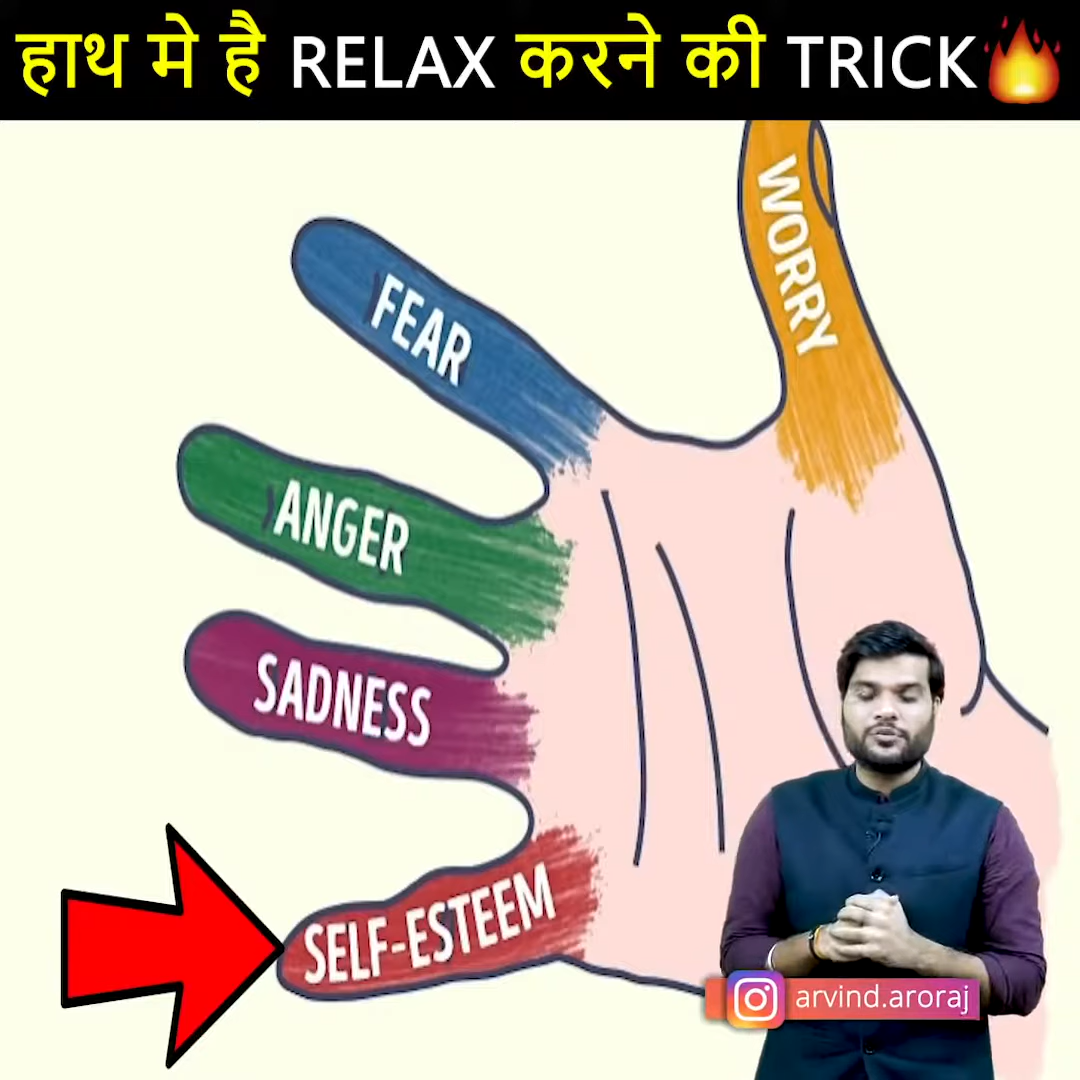 हाथ मे है RELAX करने की TRICK🔥
WORRY
FEAR
ANGER
SADNESS
SELF-ESTEEM
arvind.aroraj